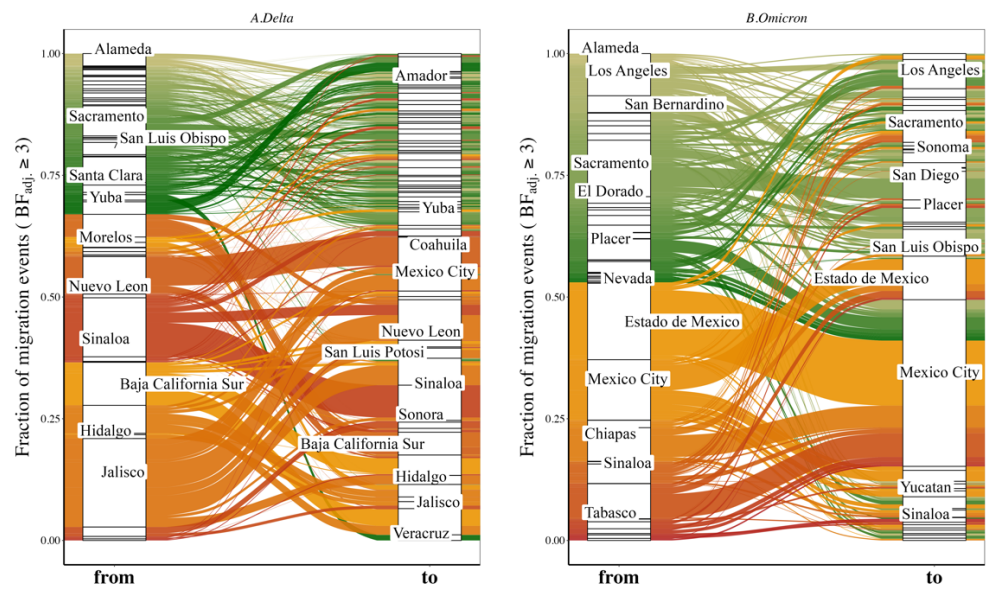 A.Delta
Fraction of migration events ( BFadj. ≥ 3)
1.00
0.75
0.50
0.25
0.00
Alameda
Sacramento
San Luis Obispo
Santa Clara
Yuba
Morelos
Nuevo Leon
Sinaloa
Baja California Sur
Hidalgo
Jalisco
Amador
Yuba
Coahuila
Mexico City
Nuevo Leon
San Luis Potosi
Sinaloa
Sonora
Baja California Sur
Hidalgo
Jalisco
Veracruz
from
to
B.Omicron
Fraction of migration events ( BFadj. ≥ 3)
1.00
0.75
0.50
0.25
0.00
Alameda
Los Angeles
San Bernardino
Sacramento
El Dorado
Placer
Nevada
Estado de Mexico
Mexico City
Chiapas
Sinaloa
Tabasco
Los Angeles
Sacramento
Sonoma
San Diego
Placer
San Luis Obispo
Estado de Mexico
Mexico City
Yucatan
Sinaloa
from
to